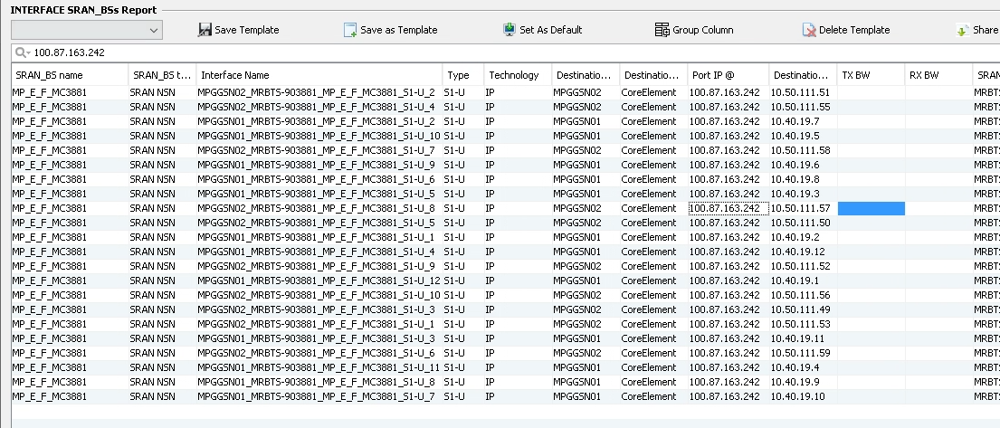 INTERFACE SRAN_BSs Report
Save Template Save as Template Set As Default Group Column Delete Template Share
100.87.163.242
SRAN_BS name SRAN_BS t... Interface Name Type Technology Destinatio... Destinatio... Port IP @ Destinatio... TX BW RX BW SRAN
MP_E_F_MC3881 SRAN NSN MPGGSN02_MRBTS-903881_MP_E_F_MC3881_S1-U_2 S1-U IP MPGGSN02 CoreElement 100.87.163.242 10.50.111.51 MRBTS
MP_E_F_MC3881 SRAN NSN MPGGSN02_MRBTS-903881_MP_E_F_MC3881_S1-U_4 S1-U IP MPGGSN02 CoreElement 100.87.163.242 10.50.111.55 MRBTS
MP_E_F_MC3881 SRAN NSN MPGGSN01_MRBTS-903881_MP_E_F_MC3881_S1-U_2 S1-U IP MPGGSN01 CoreElement 100.87.163.242 10.40.19.7 MRBTS
MP_E_F_MC3881 SRAN NSN MPGGSN01_MRBTS-903881_MP_E_F_MC3881_S1-U_10 S1-U IP MPGGSN01 CoreElement 100.87.163.242 10.40.19.5 MRBTS
MP_E_F_MC3881 SRAN NSN MPGGSN02_MRBTS-903881_MP_E_F_MC3881_S1-U_7 S1-U IP MPGGSN02 CoreElement 100.87.163.242 10.50.111.58 MRBTS
MP_E_F_MC3881 SRAN NSN MPGGSN01_MRBTS-903881_MP_E_F_MC3881_S1-U_9 S1-U IP MPGGSN01 CoreElement 100.87.163.242 10.40.19.6 MRBTS
MP_E_F_MC3881 SRAN NSN MPGGSN01_MRBTS-903881_MP_E_F_MC3881_S1-U_6 S1-U IP MPGGSN01 CoreElement 100.87.163.242 10.40.19.8 MRBTS
MP_E_F_MC3881 SRAN NSN MPGGSN01_MRBTS-903881_MP_E_F_MC3881_S1-U_5 S1-U IP MPGGSN01 CoreElement 100.87.163.242 10.40.19.3 MRBTS
MP_E_F_MC3881 SRAN NSN MPGGSN02_MRBTS-903881_MP_E_F_MC3881_S1-U_8 S1-U IP MPGGSN02 CoreElement 100.87.163.242 10.50.111.57 MRBTS
MP_E_F_MC3881 SRAN NSN MPGGSN02_MRBTS-903881_MP_E_F_MC3881_S1-U_5 S1-U IP MPGGSN02 CoreElement 100.87.163.242 10.50.111.50 MRBTS
MP_E_F_MC3881 SRAN NSN MPGGSN01_MRBTS-903881_MP_E_F_MC3881_S1-U_1 S1-U IP MPGGSN01 CoreElement 100.87.163.242 10.40.19.2 MRBTS
MP_E_F_MC3881 SRAN NSN MPGGSN01_MRBTS-903881_MP_E_F_MC3881_S1-U_4 S1-U IP MPGGSN01 CoreElement 100.87.163.242 10.40.19.12 MRBTS
MP_E_F_MC3881 SRAN NSN MPGGSN02_MRBTS-903881_MP_E_F_MC3881_S1-U_9 S1-U IP MPGGSN02 CoreElement 100.87.163.242 10.50.111.52 MRBTS
MP_E_F_MC3881 SRAN NSN MPGGSN01_MRBTS-903881_MP_E_F_MC3881_S1-U_12 S1-U IP MPGGSN01 CoreElement 100.87.163.242 10.40.19.1 MRBTS
MP_E_F_MC3881 SRAN NSN MPGGSN02_MRBTS-903881_MP_E_F_MC3881_S1-U_10 S1-U IP MPGGSN02 CoreElement 100.87.163.242 10.50.111.56 MRBTS
MP_E_F_MC3881 SRAN NSN MPGGSN02_MRBTS-903881_MP_E_F_MC3881_S1-U_3 S1-U IP MPGGSN02 CoreElement 100.87.163.242 10.50.111.49 MRBTS
MP_E_F_MC3881 SRAN NSN MPGGSN02_MRBTS-903881_MP_E_F_MC3881_S1-U_1 S1-U IP MPGGSN02 CoreElement 100.87.163.242 10.50.111.53 MRBTS
MP_E_F_MC3881 SRAN NSN MPGGSN01_MRBTS-903881_MP_E_F_MC3881_S1-U_3 S1-U IP MPGGSN01 CoreElement 100.87.163.242 10.40.19.11 MRBTS
MP_E_F_MC3881 SRAN NSN MPGGSN02_MRBTS-903881_MP_E_F_MC3881_S1-U_6 S1-U IP MPGGSN02 CoreElement 100.87.163.242 10.50.111.59 MRBTS
MP_E_F_MC3881 SRAN NSN MPGGSN01_MRBTS-903881_MP_E_F_MC3881_S1-U_11 S1-U IP MPGGSN01 CoreElement 100.87.163.242 10.40.19.4 MRBTS
MP_E_F_MC3881 SRAN NSN MPGGSN01_MRBTS-903881_MP_E_F_MC3881_S1-U_8 S1-U IP MPGGSN01 CoreElement 100.87.163.242 10.40.19.9 MRBTS
MP_E_F_MC3881 SRAN NSN MPGGSN01_MRBTS-903881_MP_E_F_MC3881_S1-U_7 S1-U IP MPGGSN01 CoreElement 100.87.163.242 10.40.19.10 MRBTS